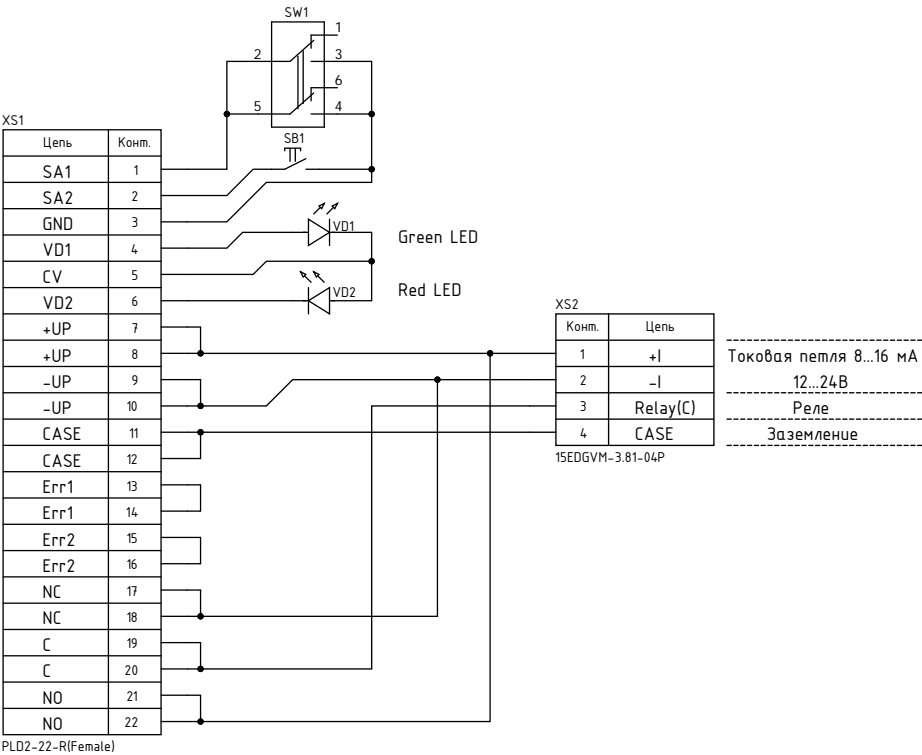 SW1
1
2
3
6
5
4
SB1
XS1
Цепь Конт.
SA1 1
SA2 2
GND 3
VD1 4
CV 5
VD2 6
+UP 7
+UP 8
-UP 9
-UP 10
CASE 11
CASE 12
Err1 13
Err1 14
Err2 15
Err2 16
NC 17
NC 18
C 19
C 20
NO 21
NO 22
PLD2-22-R(Female)
VD1
Green LED
VD2
Red LED
XS2
Конт. Цепь
1 +I Токовая петля 8...16 мА
2 -I 12...24В
3 Relay(C) Реле
4 CASE Заземление
15EDGVM-3.81-04P